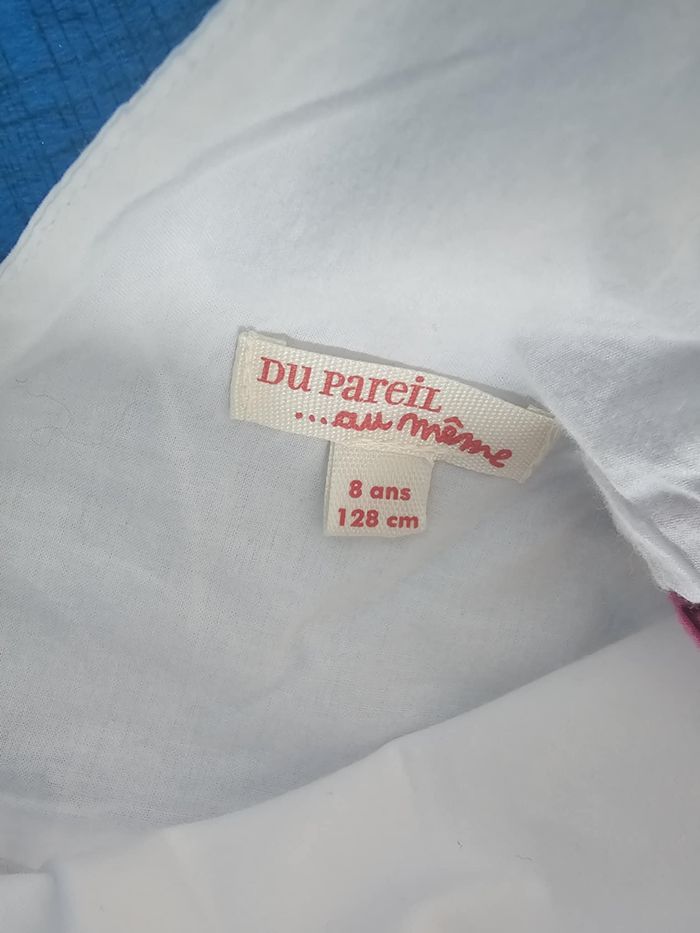 DU PAREIL
...au même
8 ans
128 cm